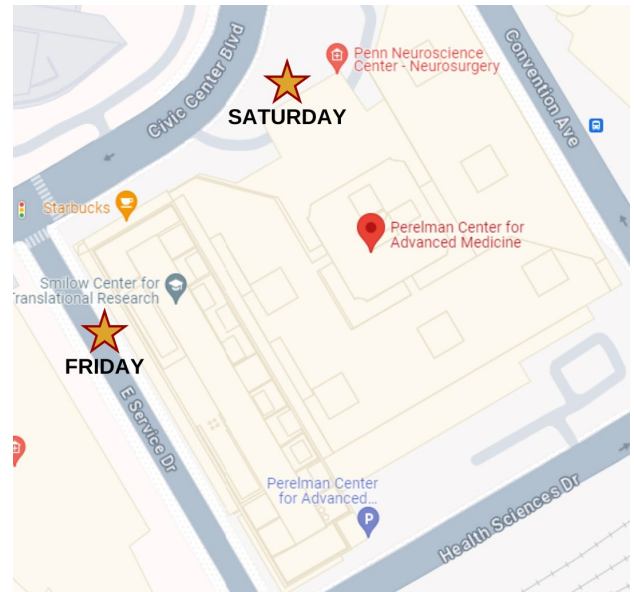 Penn Neuroscience
Center - Neurosurgery
Civic Center Blvd
Convention Ave
SATURDAY
Starbucks
Perelman Center for
Advanced Medicine
Smilow Center for
Translational Research
FRIDAY
E Service Dr
Perelman Center
for Advanced...
P
Health Sciences Dr